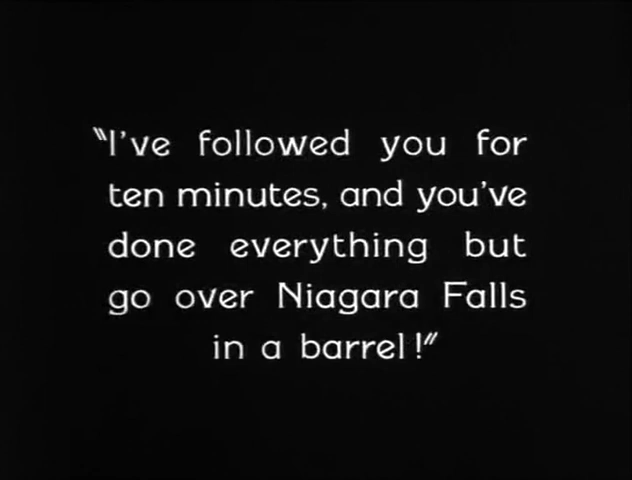 "I've followed you for
ten minutes, and you've
done everything but
go over Niagara Falls
in a barrel!"